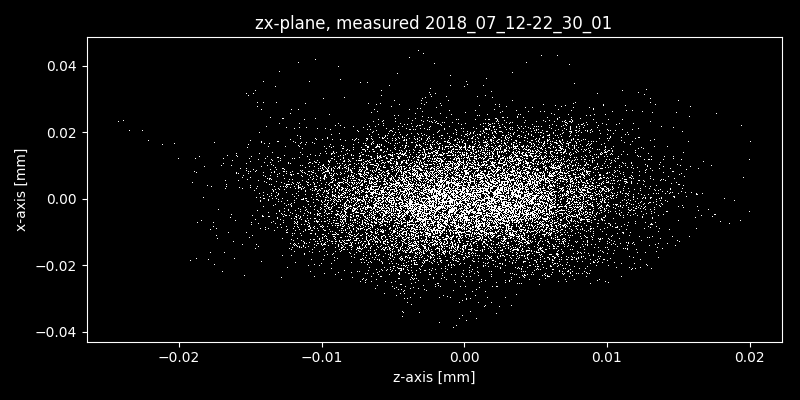 zx-plane, measured 2018_07_12-22_30_01
0.04
0.02
0.00
−0.02
−0.04
x-axis [mm]
−0.02 −0.01 0.00 0.01 0.02
z-axis [mm]